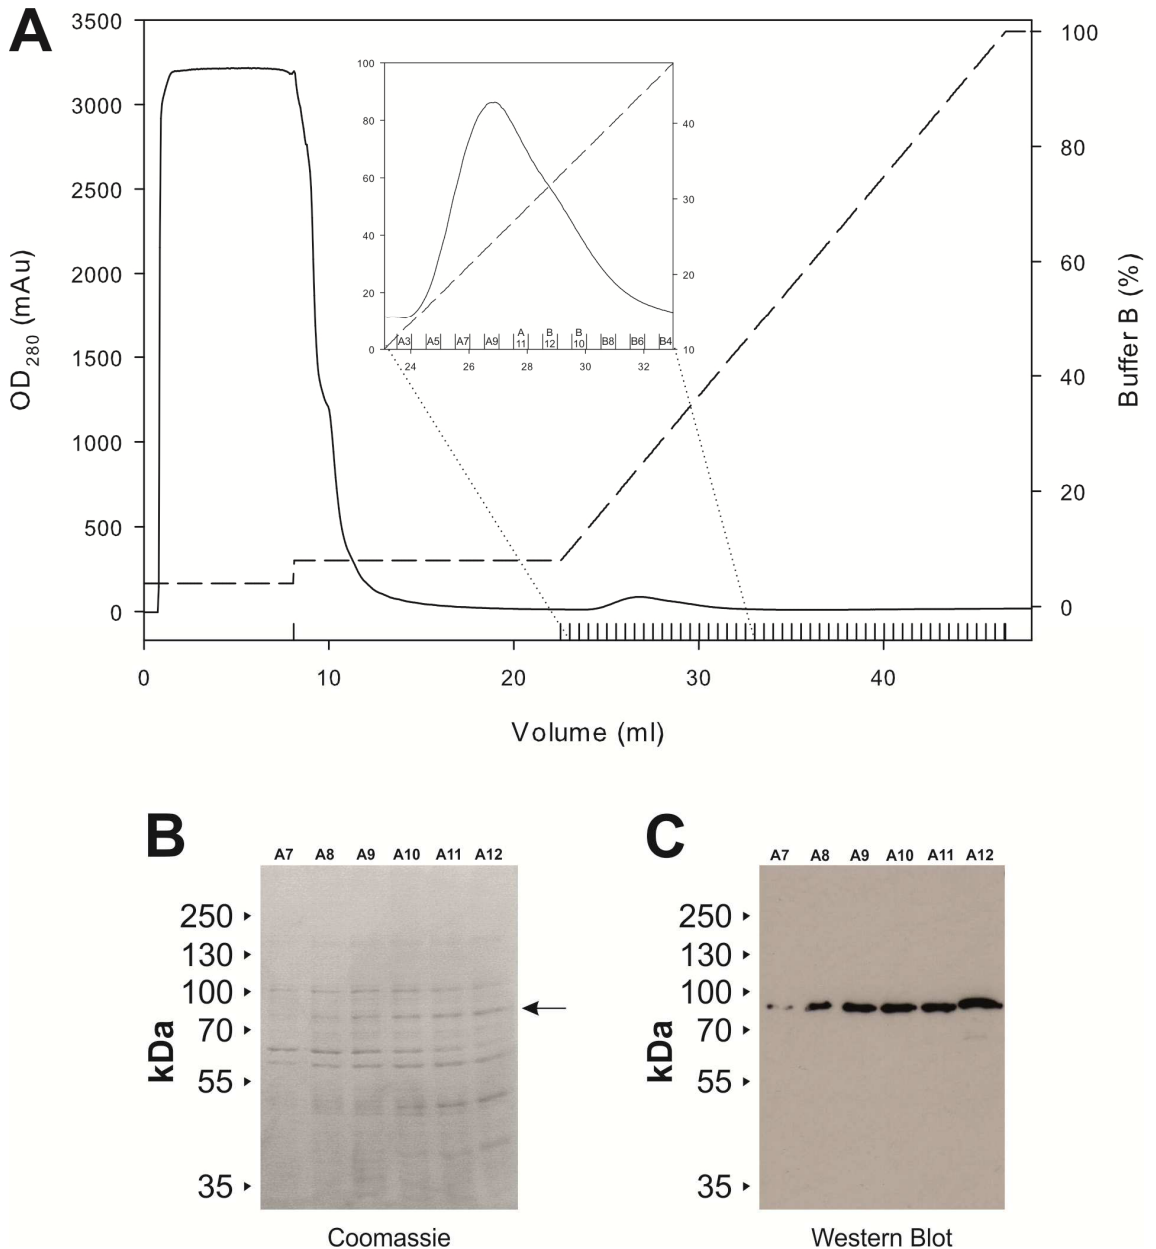 A
3500
3000
2500
2000
1500
1000
500
0
OD280 (mAu)
100
80
60
40
20
0
Buffer B (%)
100
80
60
40
20
0
40
30
20
10
A3 A5 A7 A9 A 11 B 12 B 10 B8 B6 B4
24 26 28 30 32
0 10 20 30 40
Volume (ml)
B
A7 A8 A9 A10 A11 A12
250
130
100
70
55
35
kDa
Coomassie
C
A7 A8 A9 A10 A11 A12
250
130
100
70
55
35
kDa
Western Blot